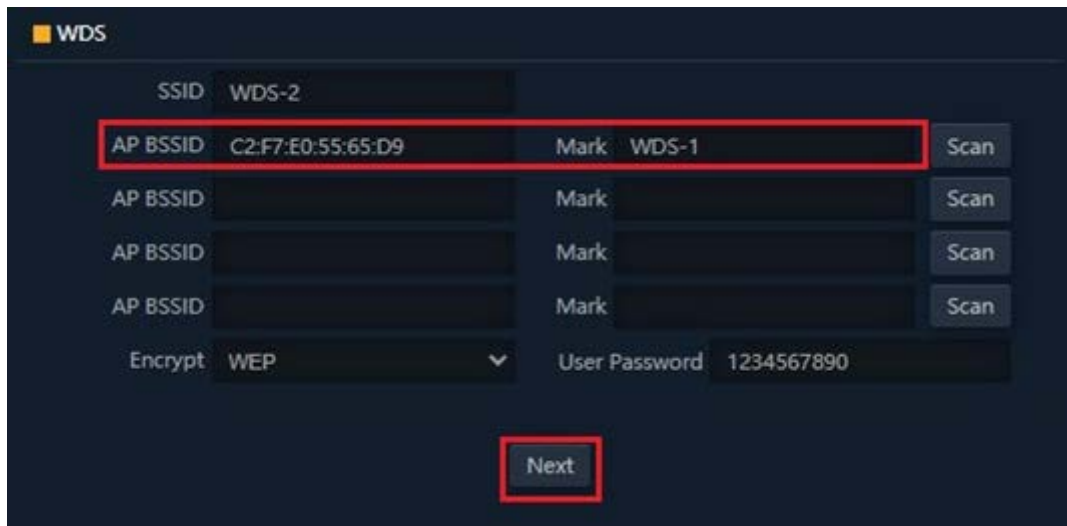 WDS
SSID WDS-2
AP BSSID C2:F7:E0:55:65:D9 Mark WDS-1 Scan
AP BSSID Mark Scan
AP BSSID Mark Scan
AP BSSID Mark Scan
Encrypt WEP User Password 1234567890
Next